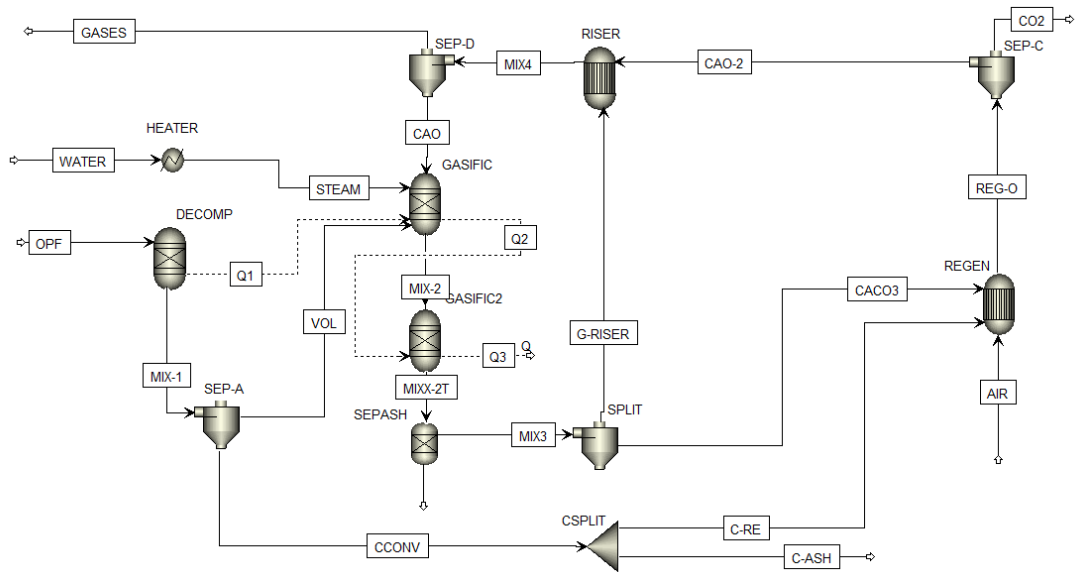 GASES
SEP-D
MIX4
RISER
CAO-2
SEP-C
CO2
CAO
HEATER
WATER
STEAM
GASIFIC
REG-O
DECOMP
OPF
Q1
Q2
REGEN
MIX-2
GASIFIC2
CACO3
VOL
G-RISER
Q3
Q
MIX-1
SEP-A
MIXX-2T
AIR
SEPASH
MIX3
SPLIT
CSPLIT
C-RE
CCONV
C-ASH